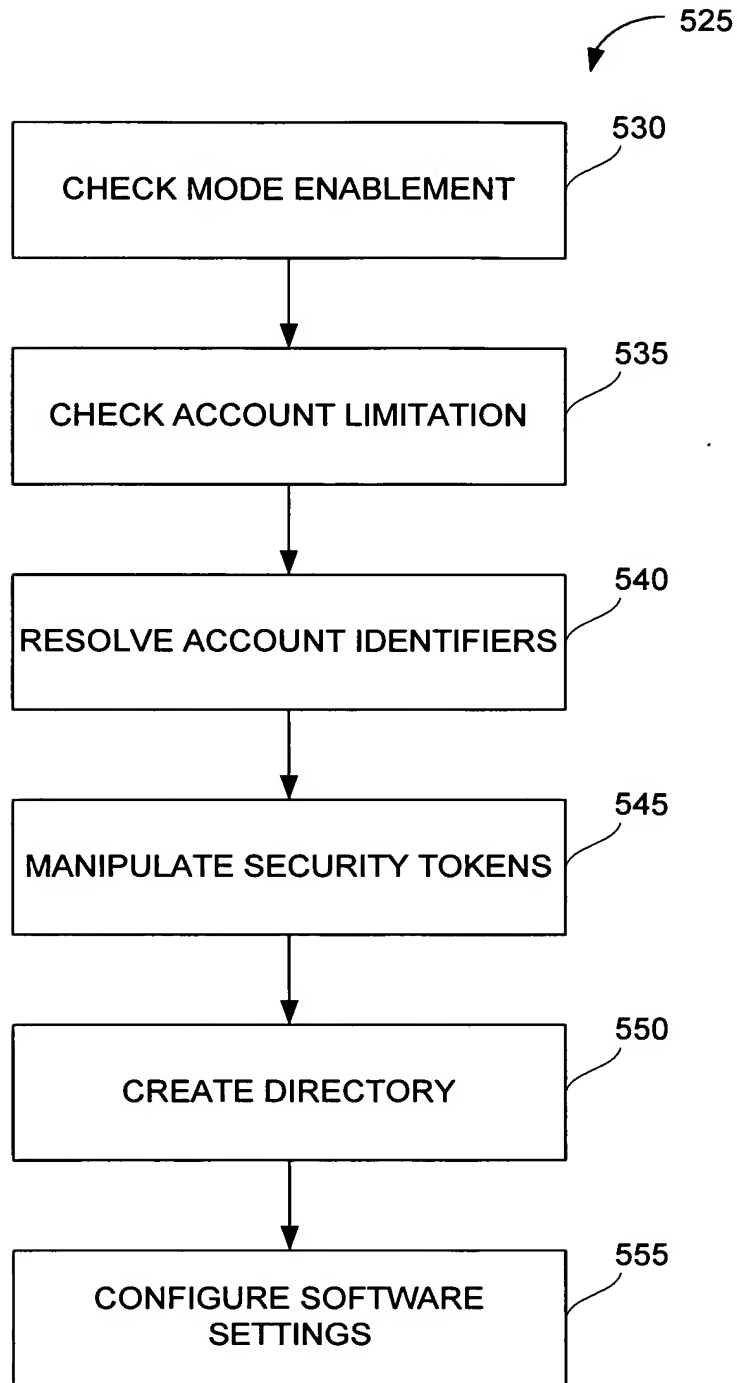 525
530
CHECK MODE ENABLEMENT
535
CHECK ACCOUNT LIMITATION
540
RESOLVE ACCOUNT IDENTIFIERS
545
MANIPULATE SECURITY TOKENS
550
CREATE DIRECTORY
555
CONFIGURE SOFTWARE
SETTINGS